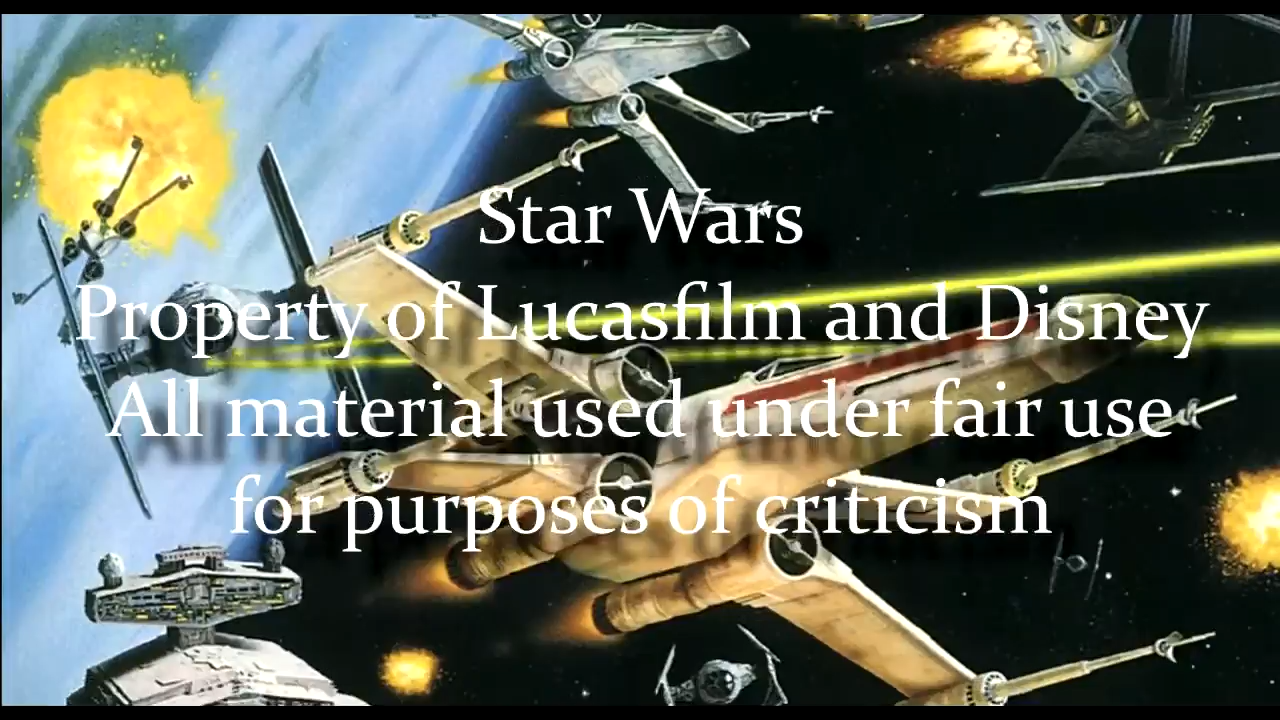 Star Wars
Property of Lucasfilm and Disney
All material used under fair use
for purposes of criticism